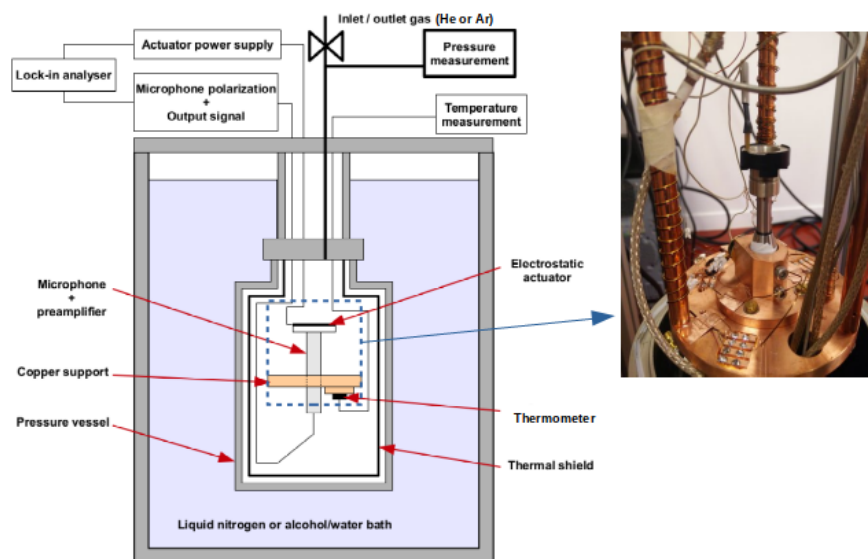 Inlet / outlet gas (He or Ar)
Actuator power supply
Pressure
measurement
Lock-in analyser
Microphone polarization
+
Output signal
Temperature
measurement
Microphone
+
preamplifier
Electrostatic
actuator
Copper support
Pressure vessel
Thermometer
Thermal shield
Liquid nitrogen or alcohol/water bath